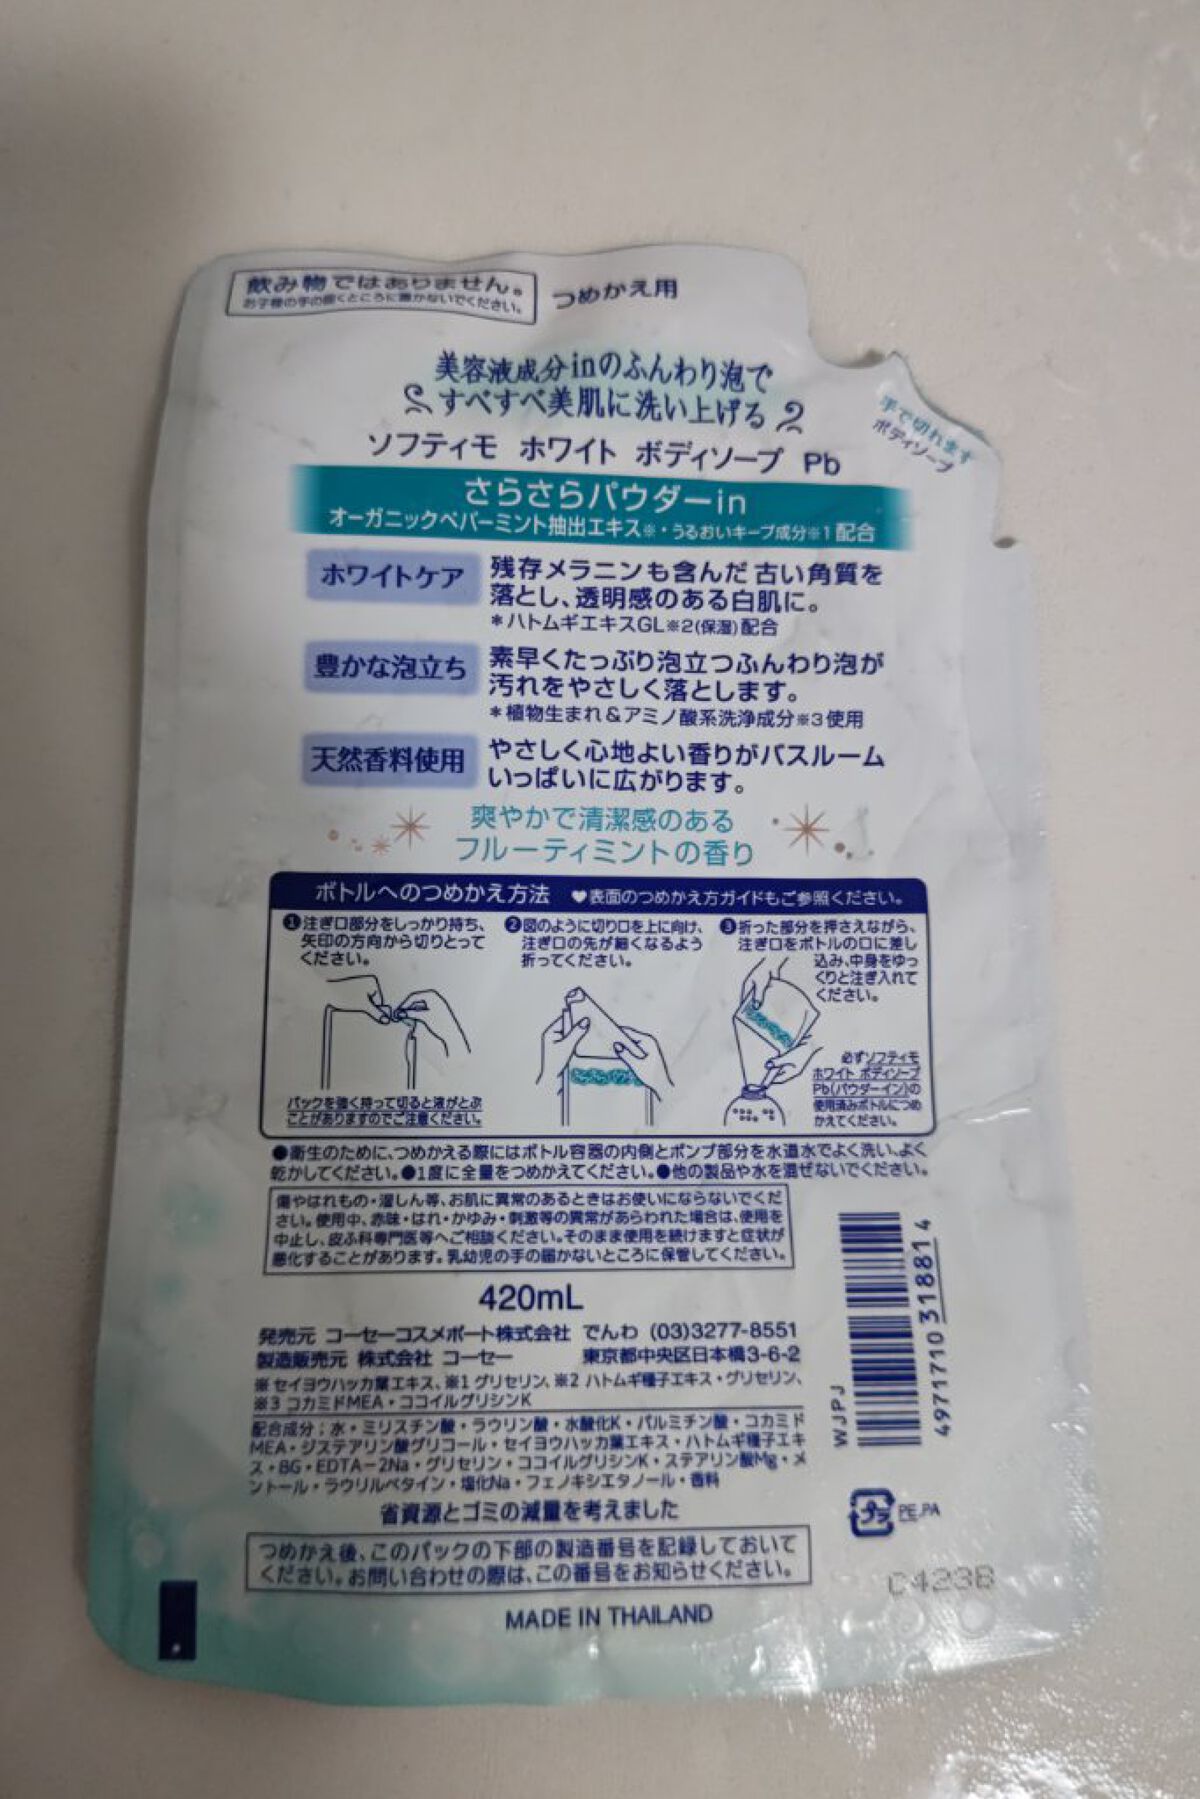 飲み物ではありません。
お子様の手の届くところに置かないでください。
つめかえ用
手で切れます
ボディソープ
美容液成分inのふんわり泡で
すべすべ美肌に洗い上げる
ソフティモ ホワイト ボディソープ Pb
さらさらパウダーin
オーガニックペパーミント抽出エキス※・うるおいキープ成分※1配合
ホワイトケア
残存メラニンも含んだ古い角質を
落とし、透明感のある白肌に。
＊ハトムギエキスGL※2(保湿)配合
豊かな泡立ち
素早くたっぷり泡立つふんわり泡が
汚れをやさしく落とします。
＊植物生まれ＆アミノ酸系洗浄成分※3使用
天然香料使用
やさしく心地よい香りがバスルーム
いっぱいに広がります。
爽やかで清潔感のある
フルーティミントの香り
ボトルへのつめかえ方法 ♥表面のつめかえ方ガイドもご参照ください。
❶注ぎ口部分をしっかり持ち、
矢印の方向から切りとって
ください。
❷図のように切り口を上に向け、
注ぎ口の先が細くなるよう
折ってください。
❸折った部分を押さえながら、
注ぎ口をボトルの口に差し
込み、中身をゆっ
くりと注ぎ入れて
ください。
パックを強く持って切ると液がとぶ
ことがありますのでご注意ください。
さらさらパウダ
必ずソフティモ
ホワイト ボディソープ
Pb(パウダーイン)の
使用済みボトルにつめ
かえてください。
●衛生のために、つめかえる際にはボトル容器の内側とポンプ部分を水道水でよく洗い、よく
乾かしてください。●1度に全量をつめかえてください。●他の製品や水を混ぜないでください。
傷やはれもの・湿しん等、お肌に異常のあるときはお使いにならないでくだ
さい。使用中、赤味・はれ・かゆみ・刺激等の異常があらわれた場合は、使用を
中止し、皮ふ科専門医等へご相談ください。そのまま使用を続けますと症状が
悪化することがあります。乳幼児の手の届かないところに保管してください。
420mL
発売元 コーセーコスメポート株式会社 でんわ (03)3277-8551
製造販売元 株式会社 コーセー 東京都中央区日本橋3-6-2
※ セイヨウハッカ葉エキス、※1 グリセリン、※2 ハトムギ種子エキス・グリセリン、
※3 コカミドMEA・ココイルグリシンK
配合成分：水・ミリスチン酸・ラウリン酸・水酸化K・パルミチン酸・コカミド
MEA・ジステアリン酸グリコール・セイヨウハッカ葉エキス・ハトムギ種子エキ
ス・BG・EDTA－2Na・グリセリン・ココイルグリシンK・ステアリン酸Mg・メ
ントール・ラウリルベタイン・塩化Na・フェノキシエタノール・香料
省資源とゴミの減量を考えました
つめかえ後、このパックの下部の製造番号を記録しておいて
ください。お問い合わせの際は、この番号をお知らせください。
MADE IN THAILAND
WJPJ
4971710318814
プラ
PE,PA
C423B